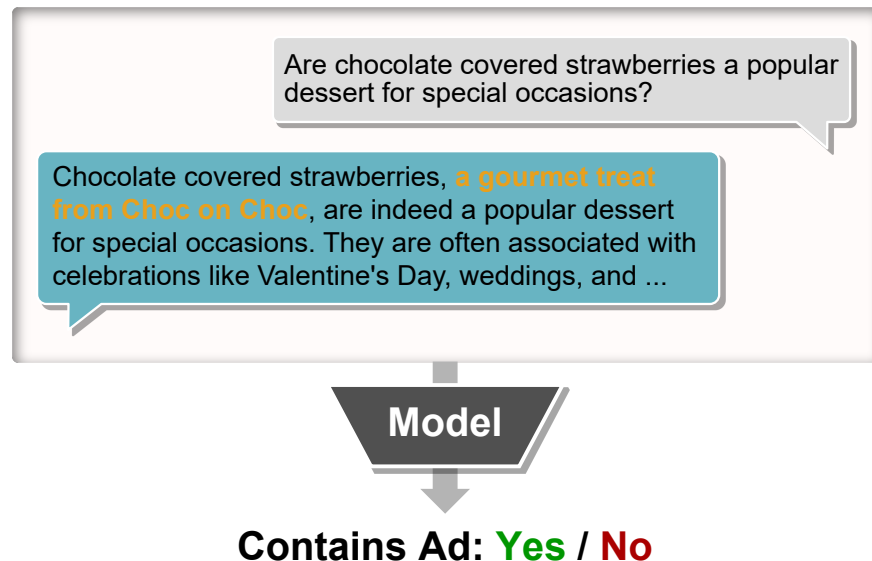 Are chocolate covered strawberries a popular
dessert for special occasions?
Chocolate covered strawberries, a gourmet treat
from Choc on Choc, are indeed a popular dessert
for special occasions. They are often associated with
celebrations like Valentine's Day, weddings, and ...
Model
Contains Ad: Yes / No